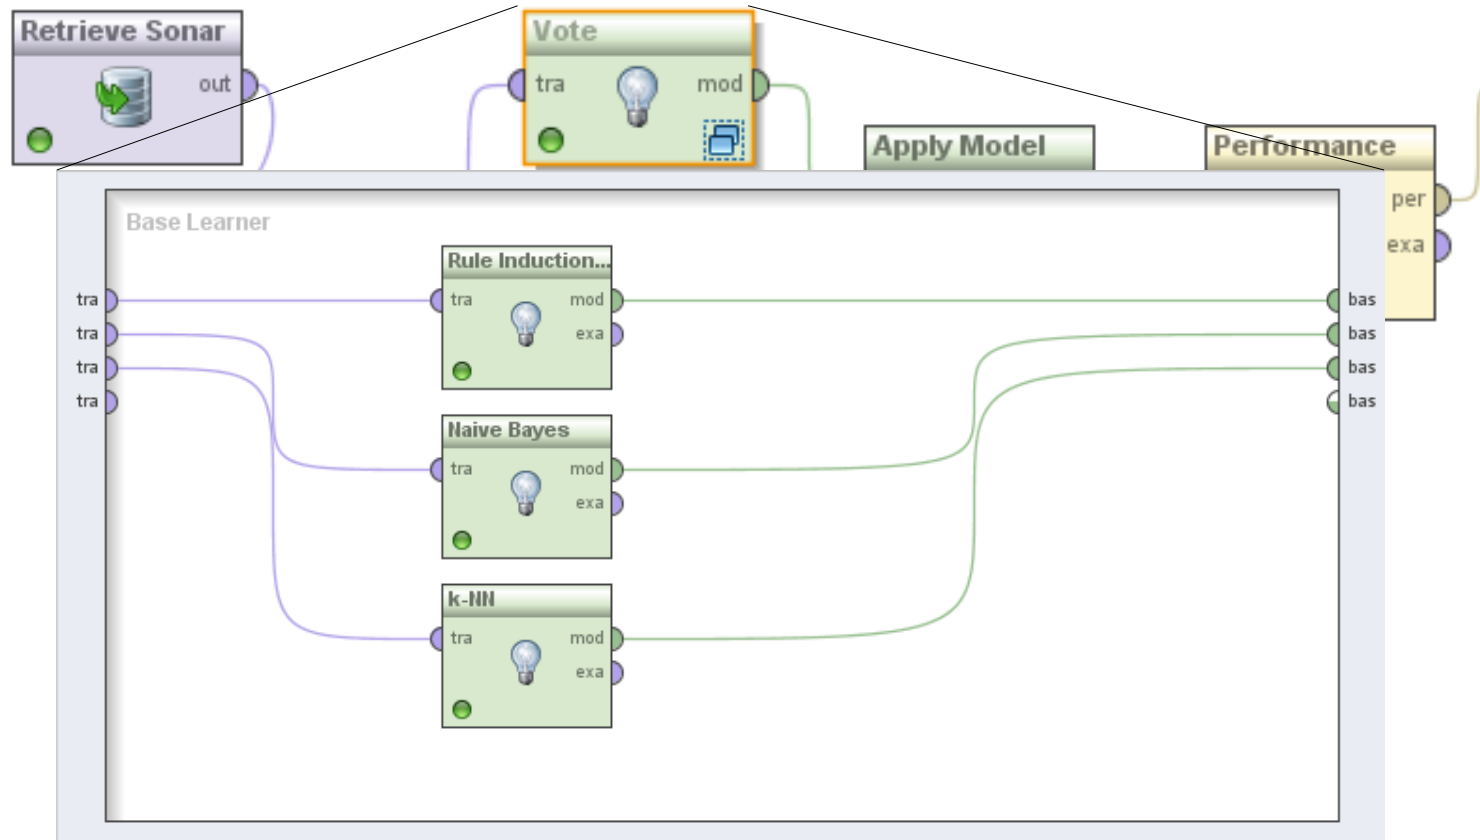 Retrieve Sonar
out
Vote
tra
mod
Apply Model
Performance
per
exa
Base Learner
tra
tra
tra
tra
Rule Induction...
tra
mod
exa
Naive Bayes
tra
mod
exa
k-NN
tra
mod
exa
bas
bas
bas
bas